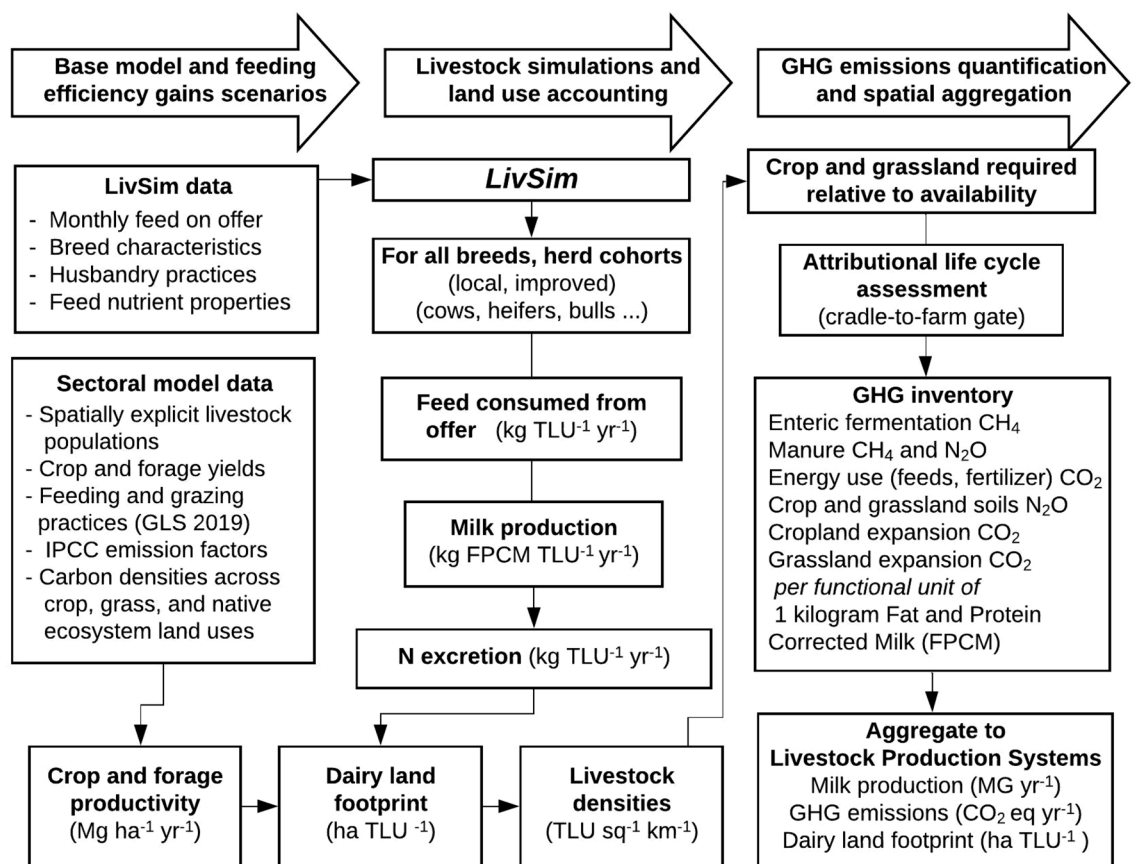 Base model and feeding
efficiency gains scenarios
Livestock simulations and
land use accounting
GHG emissions quantification
and spatial aggregation
LivSim data
- Monthly feed on offer
- Breed characteristics
- Husbandry practices
- Feed nutrient properties
Sectoral model data
- Spatially explicit livestock
populations
- Crop and forage yields
- Feeding and grazing
practices (GLS 2019)
- IPCC emission factors
- Carbon densities across
crop, grass, and native
ecosystem land uses
Crop and forage
productivity
(Mg ha⁻¹ yr⁻¹)
LivSim
For all breeds, herd cohorts
(local, improved)
(cows, heifers, bulls ...)
Feed consumed from
offer (kg TLU⁻¹ yr⁻¹)
Milk production
(kg FPCM TLU⁻¹ yr⁻¹)
N excretion (kg TLU⁻¹ yr⁻¹)
Dairy land
footprint
(ha TLU ⁻¹)
Livestock
densities
(TLU sq⁻¹ km⁻¹)
Crop and grassland required
relative to availability
Attributional life cycle
assessment
(cradle-to-farm gate)
GHG inventory
Enteric fermentation CH₄
Manure CH₄ and N₂O
Energy use (feeds, fertilizer) CO₂
Crop and grassland soils N₂O
Cropland expansion CO₂
Grassland expansion CO₂
per functional unit of
1 kilogram Fat and Protein
Corrected Milk (FPCM)
Aggregate to
Livestock Production Systems
Milk production (MG yr⁻¹)
GHG emissions (CO₂ eq yr⁻¹)
Dairy land footprint (ha TLU⁻¹ )